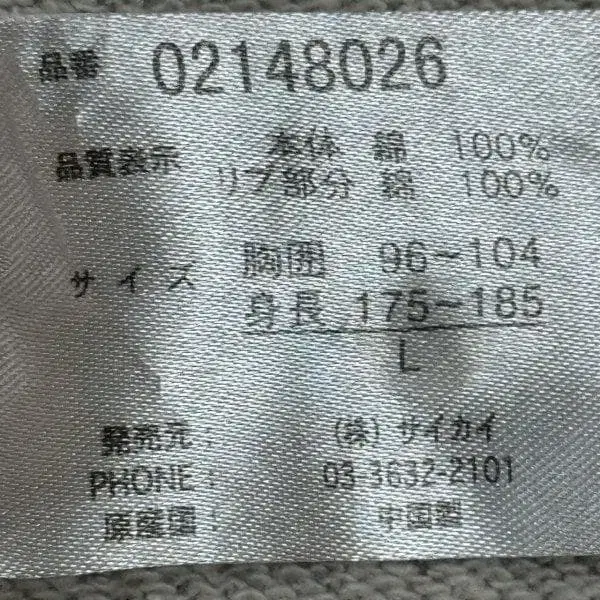 品番 02148026
品質表示 本体 綿 100%
リブ部分 綿 100%
サイズ 胸囲 96~104
身長 175~185
L
発売元: (株)サイカイ
PHONE: 03-3632-2101
原産国: 中国製